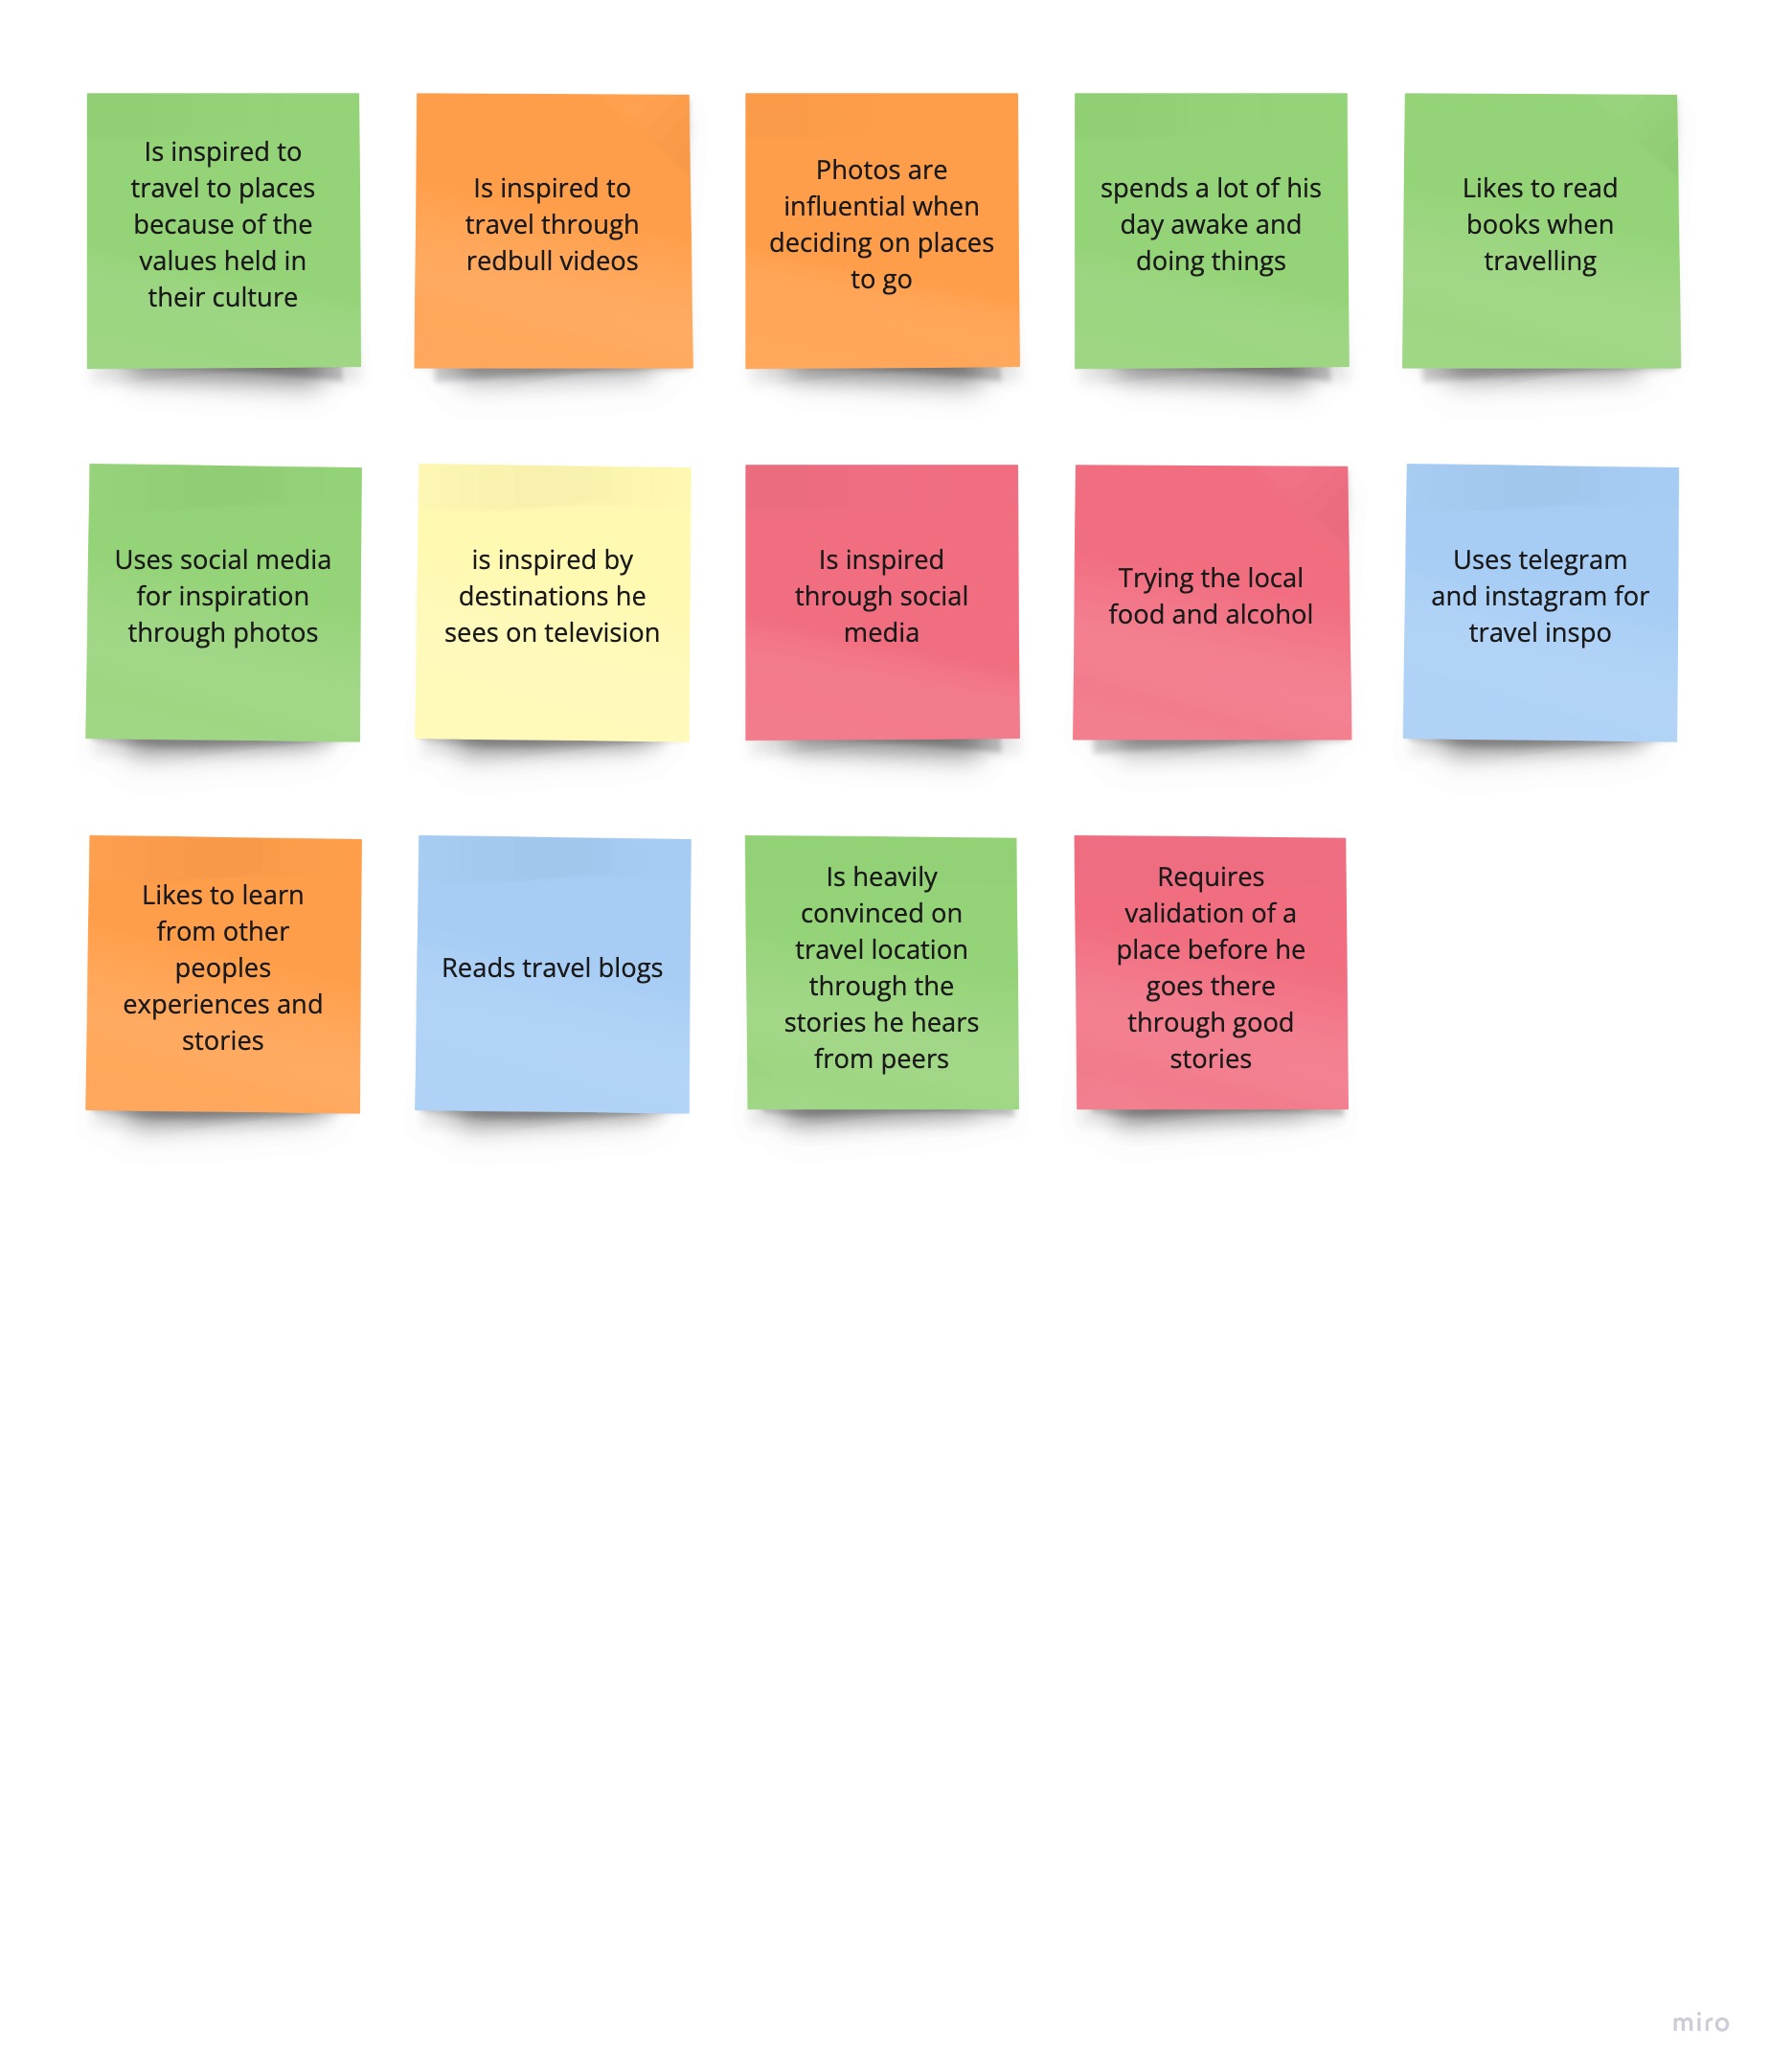 Is inspired to
travel to places
because of the
values held in
their culture
Is inspired to
travel through
redbull videos
Photos are
influential when
deciding on places
to go
spends a lot of his
day awake and
doing things
Likes to read
books when
travelling
Uses social media
for inspiration
through photos
is inspired by
destinations he
sees on television
Is inspired
through social
media
Trying the local
food and alcohol
Uses telegram
and instagram for
travel inspo
Likes to learn
from other
peoples
experiences and
stories
Reads travel blogs
Is heavily
convinced on
travel location
through the
stories he hears
from peers
Requires
validation of a
place before he
goes there
through good
stories
miro